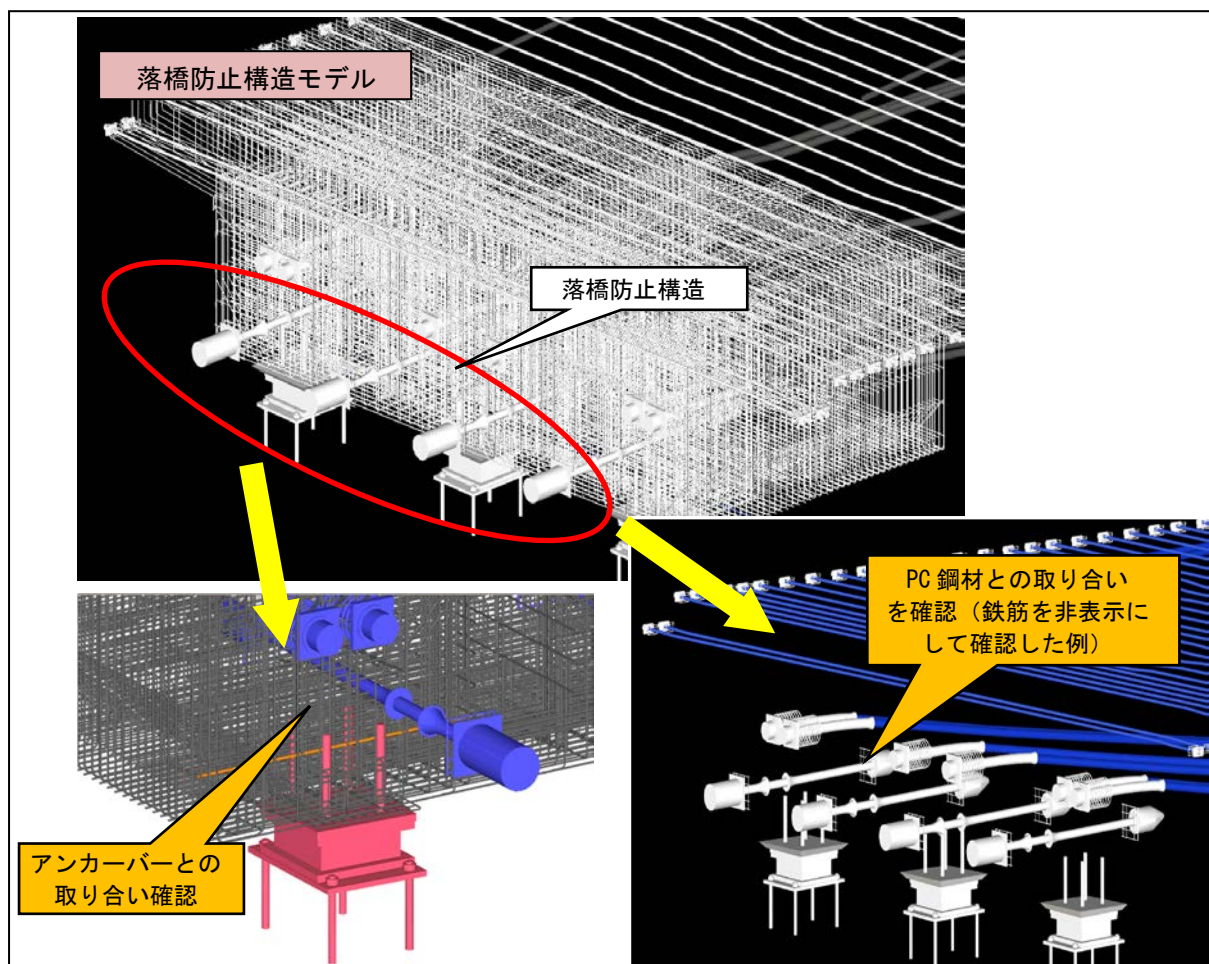 落橋防止構造モデル
落橋防止構造
PC 鋼材との取り合い
を確認（鉄筋を非表示に
して確認した例）
アンカーバーとの
取り合い確認